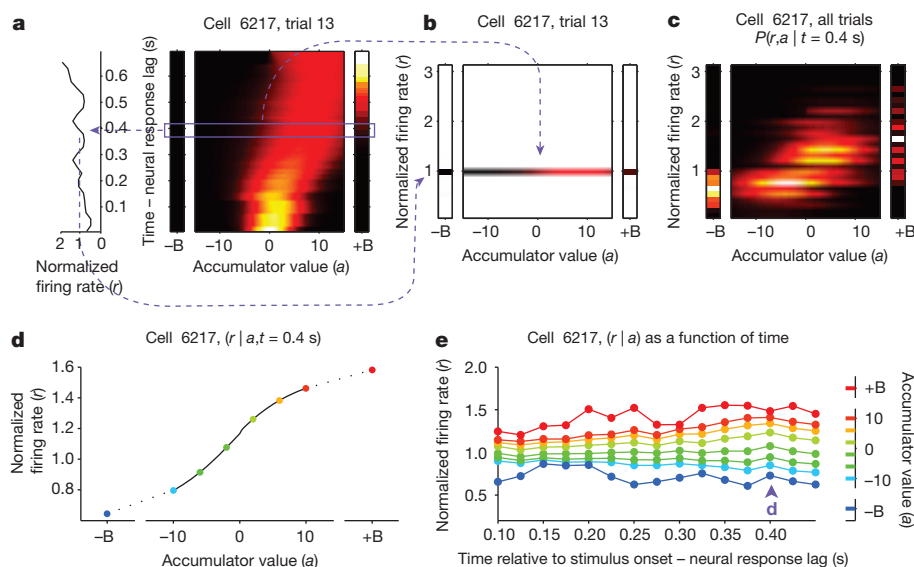 a
Cell 6217, trial 13
Time – neural response lag (s)
0.6
0.5
0.4
0.3
0.2
0.1
2 1 0
Normalized
firing rate (r)
–B
–10 0 10
+B
Accumulator value (a)
b
Cell 6217, trial 13
Normalized firing rate (r)
3
2
1
–B
–10 0 10
+B
Accumulator value (a)
c
Cell 6217, all trials
P(r,a | t = 0.4 s)
Normalized firing rate (r)
3
2
1
0
–B
–10 0 10
+B
Accumulator value (a)
d
Cell 6217, (r | a,t = 0.4 s)
Normalized
firing rate (r)
1.6
1.4
1.2
1.0
0.8
–B
–10 0 10
+B
Accumulator value (a)
e
Cell 6217, (r | a) as a function of time
Normalized firing rate (r)
2.0
1.5
1.0
0.5
0.10 0.15 0.20 0.25 0.30 0.35 0.40
d
Time relative to stimulus onset – neural response lag (s)
+B
10
0
–10
–B
Accumulator value (a)